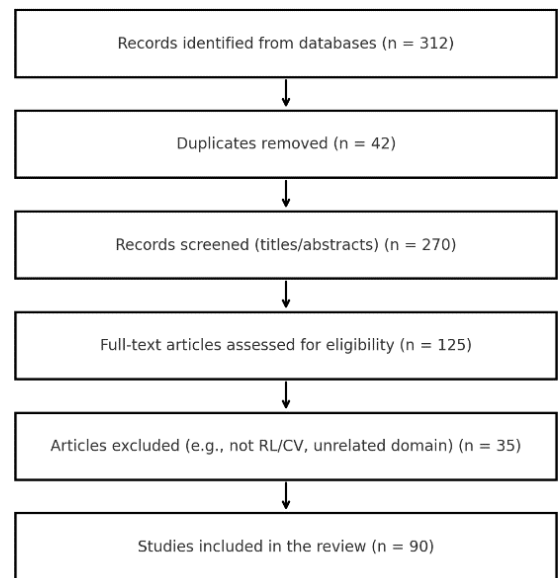 Records identified from databases (n = 312)
Duplicates removed (n = 42)
Records screened (titles/abstracts) (n = 270)
Full-text articles assessed for eligibility (n = 125)
Articles excluded (e.g., not RL/CV, unrelated domain) (n = 35)
Studies included in the review (n = 90)